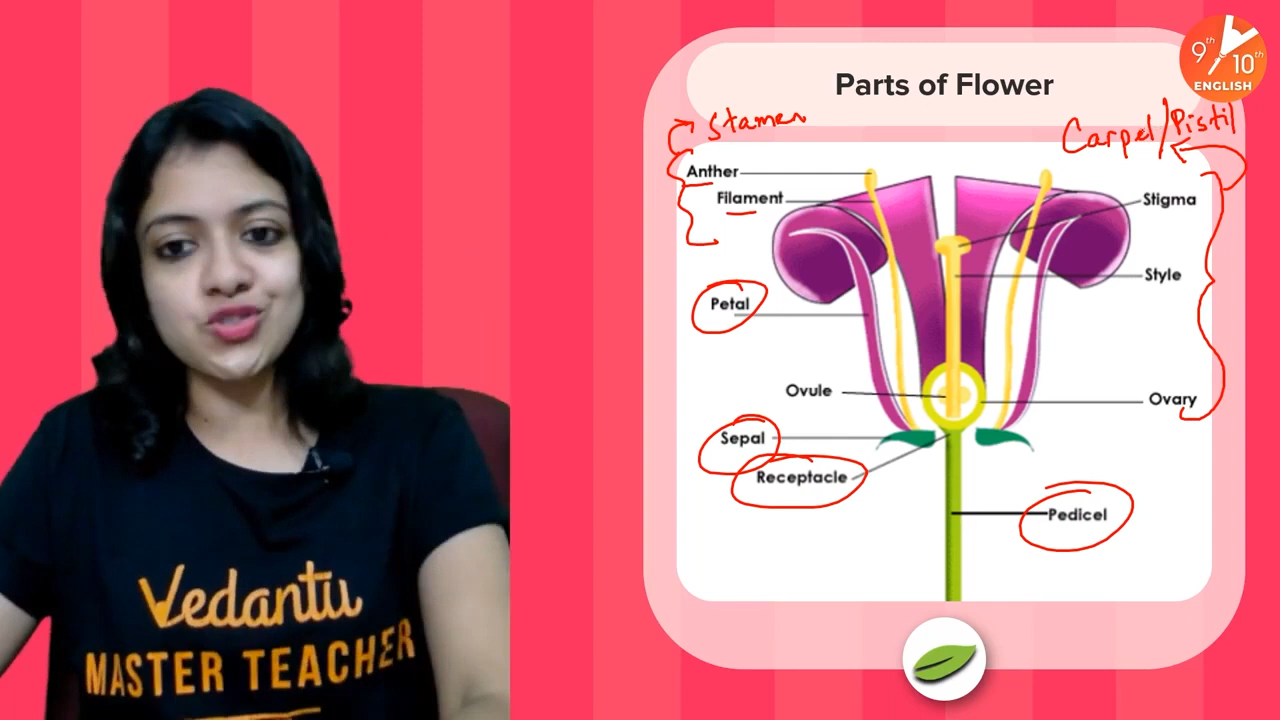 Parts of Flower
9th
10th
ENGLISH
Stamen
Carpel/Pistil
Anther
Filament
Stigma
Style
Petal
Ovule
Ovary
Sepal
Receptacle
Pedicel
Vedantu
MASTER TEACHER